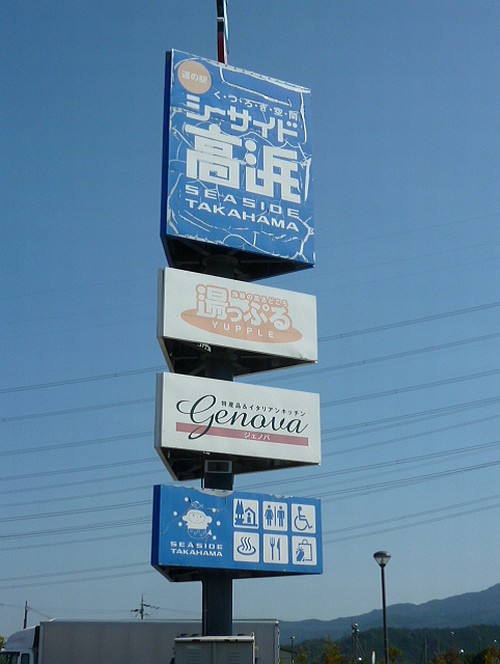 道の駅
く・つ・ろ・ぎ・空・間
シーサイド
高浜
SEASIDE
TAKAHAMA
湯っぷる
YUPPLE
特産品&イタリアンキッチン
Genova
ジェノバ
SEASIDE
TAKAHAMA